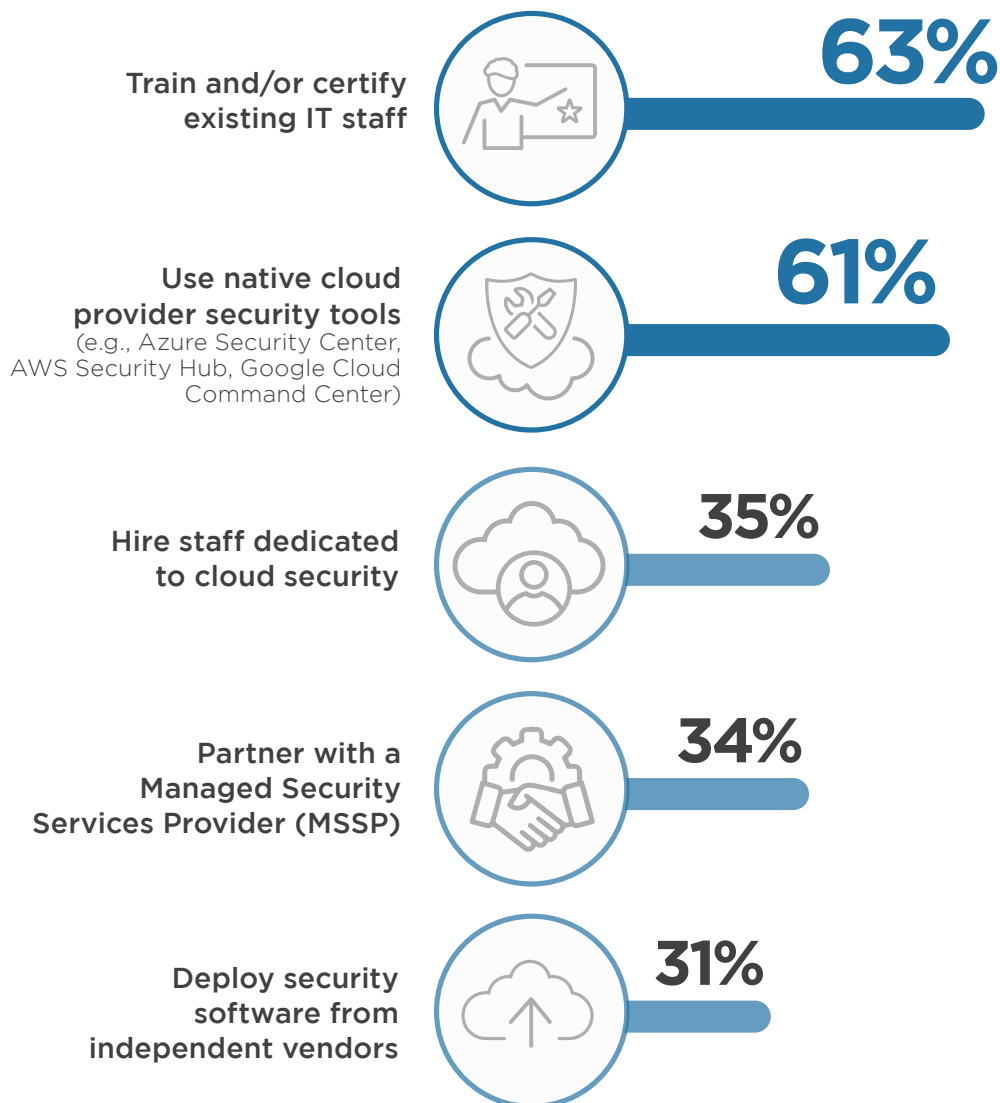 Train and/or certify
existing IT staff
63%
Use native cloud
provider security tools
(e.g., Azure Security Center,
AWS Security Hub, Google Cloud
Command Center)
61%
Hire staff dedicated
to cloud security
35%
Partner with a
Managed Security
Services Provider (MSSP)
34%
Deploy security
software from
independent vendors
31%